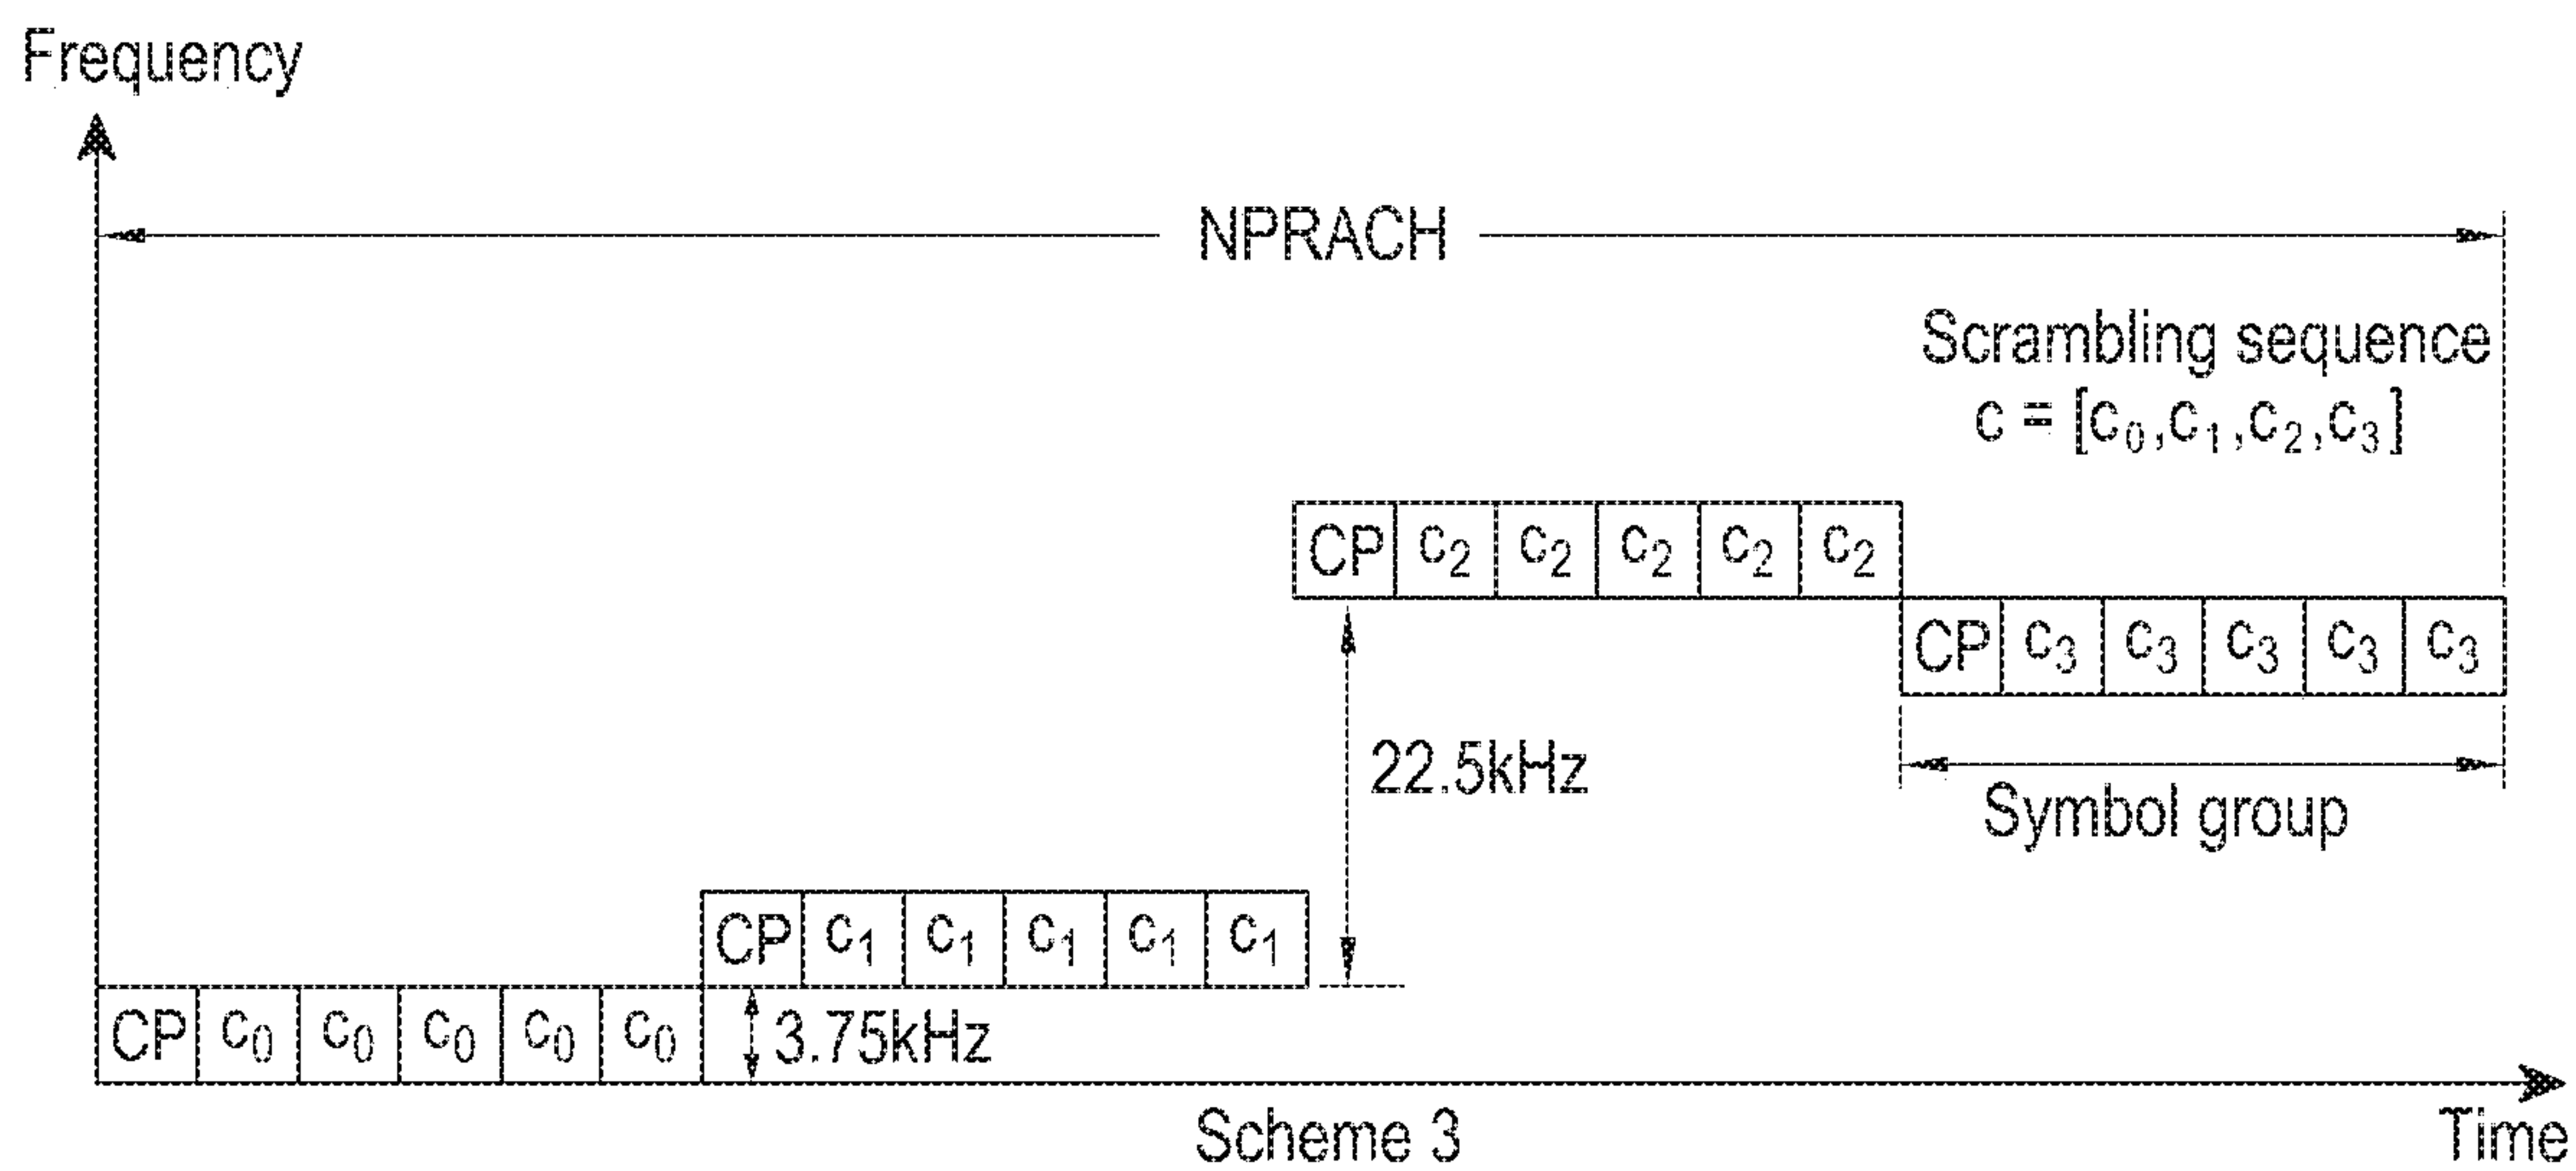 Frequency
NPRACH
Scrambling sequence
c = [c₀,c₁,c₂,c₃]
CP c₂ c₂ c₂ c₂ c₂
CP c₃ c₃ c₃ c₃ c₃
22.5kHz
Symbol group
CP c₁ c₁ c₁ c₁ c₁
CP c₀ c₀ c₀ c₀ c₀
3.75kHz
Scheme 3
Time